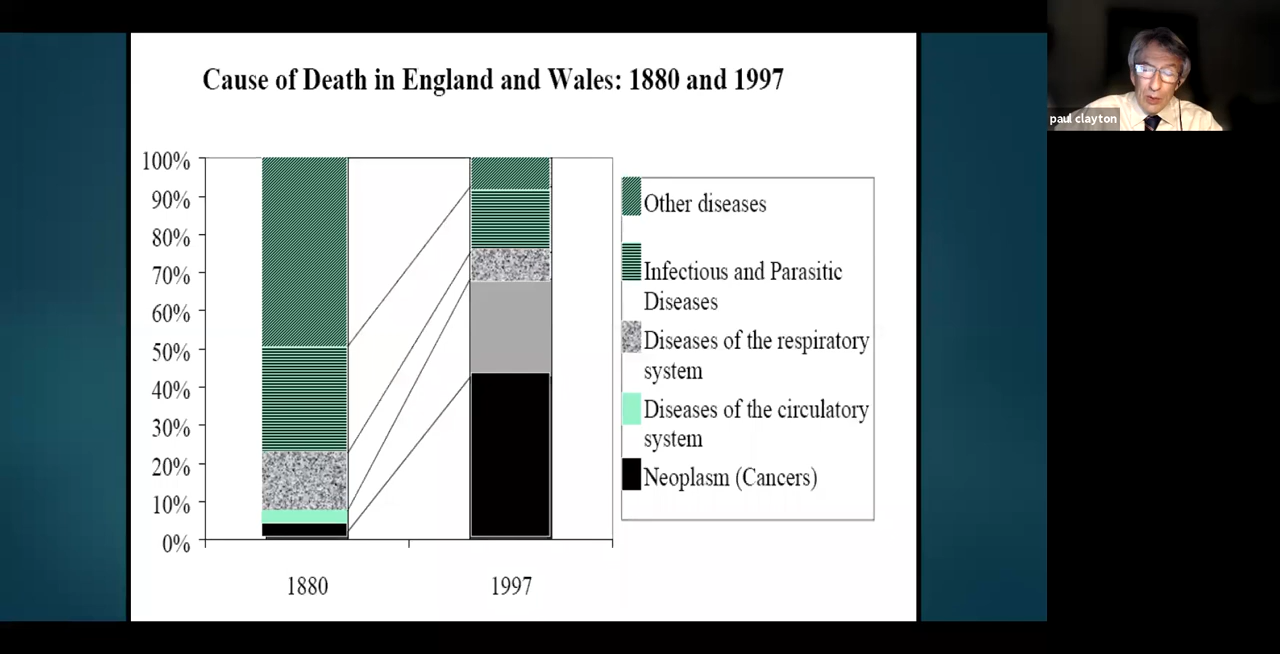 Cause of Death in England and Wales: 1880 and 1997
paul clayton
100%
90%
80%
70%
60%
50%
40%
30%
20%
10%
0%
1880
1997
Other diseases
Infectious and Parasitic
Diseases
Diseases of the respiratory
system
Diseases of the circulatory
system
Neoplasm (Cancers)